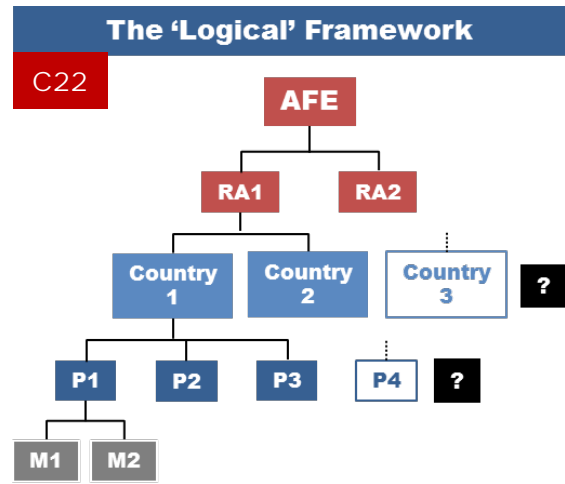 The ‘Logical’ Framework
C22
AFE
RA1 RA2
Country Country Country
1 2 3 ?
P1 P2 P3 P4 ?
M1 M2